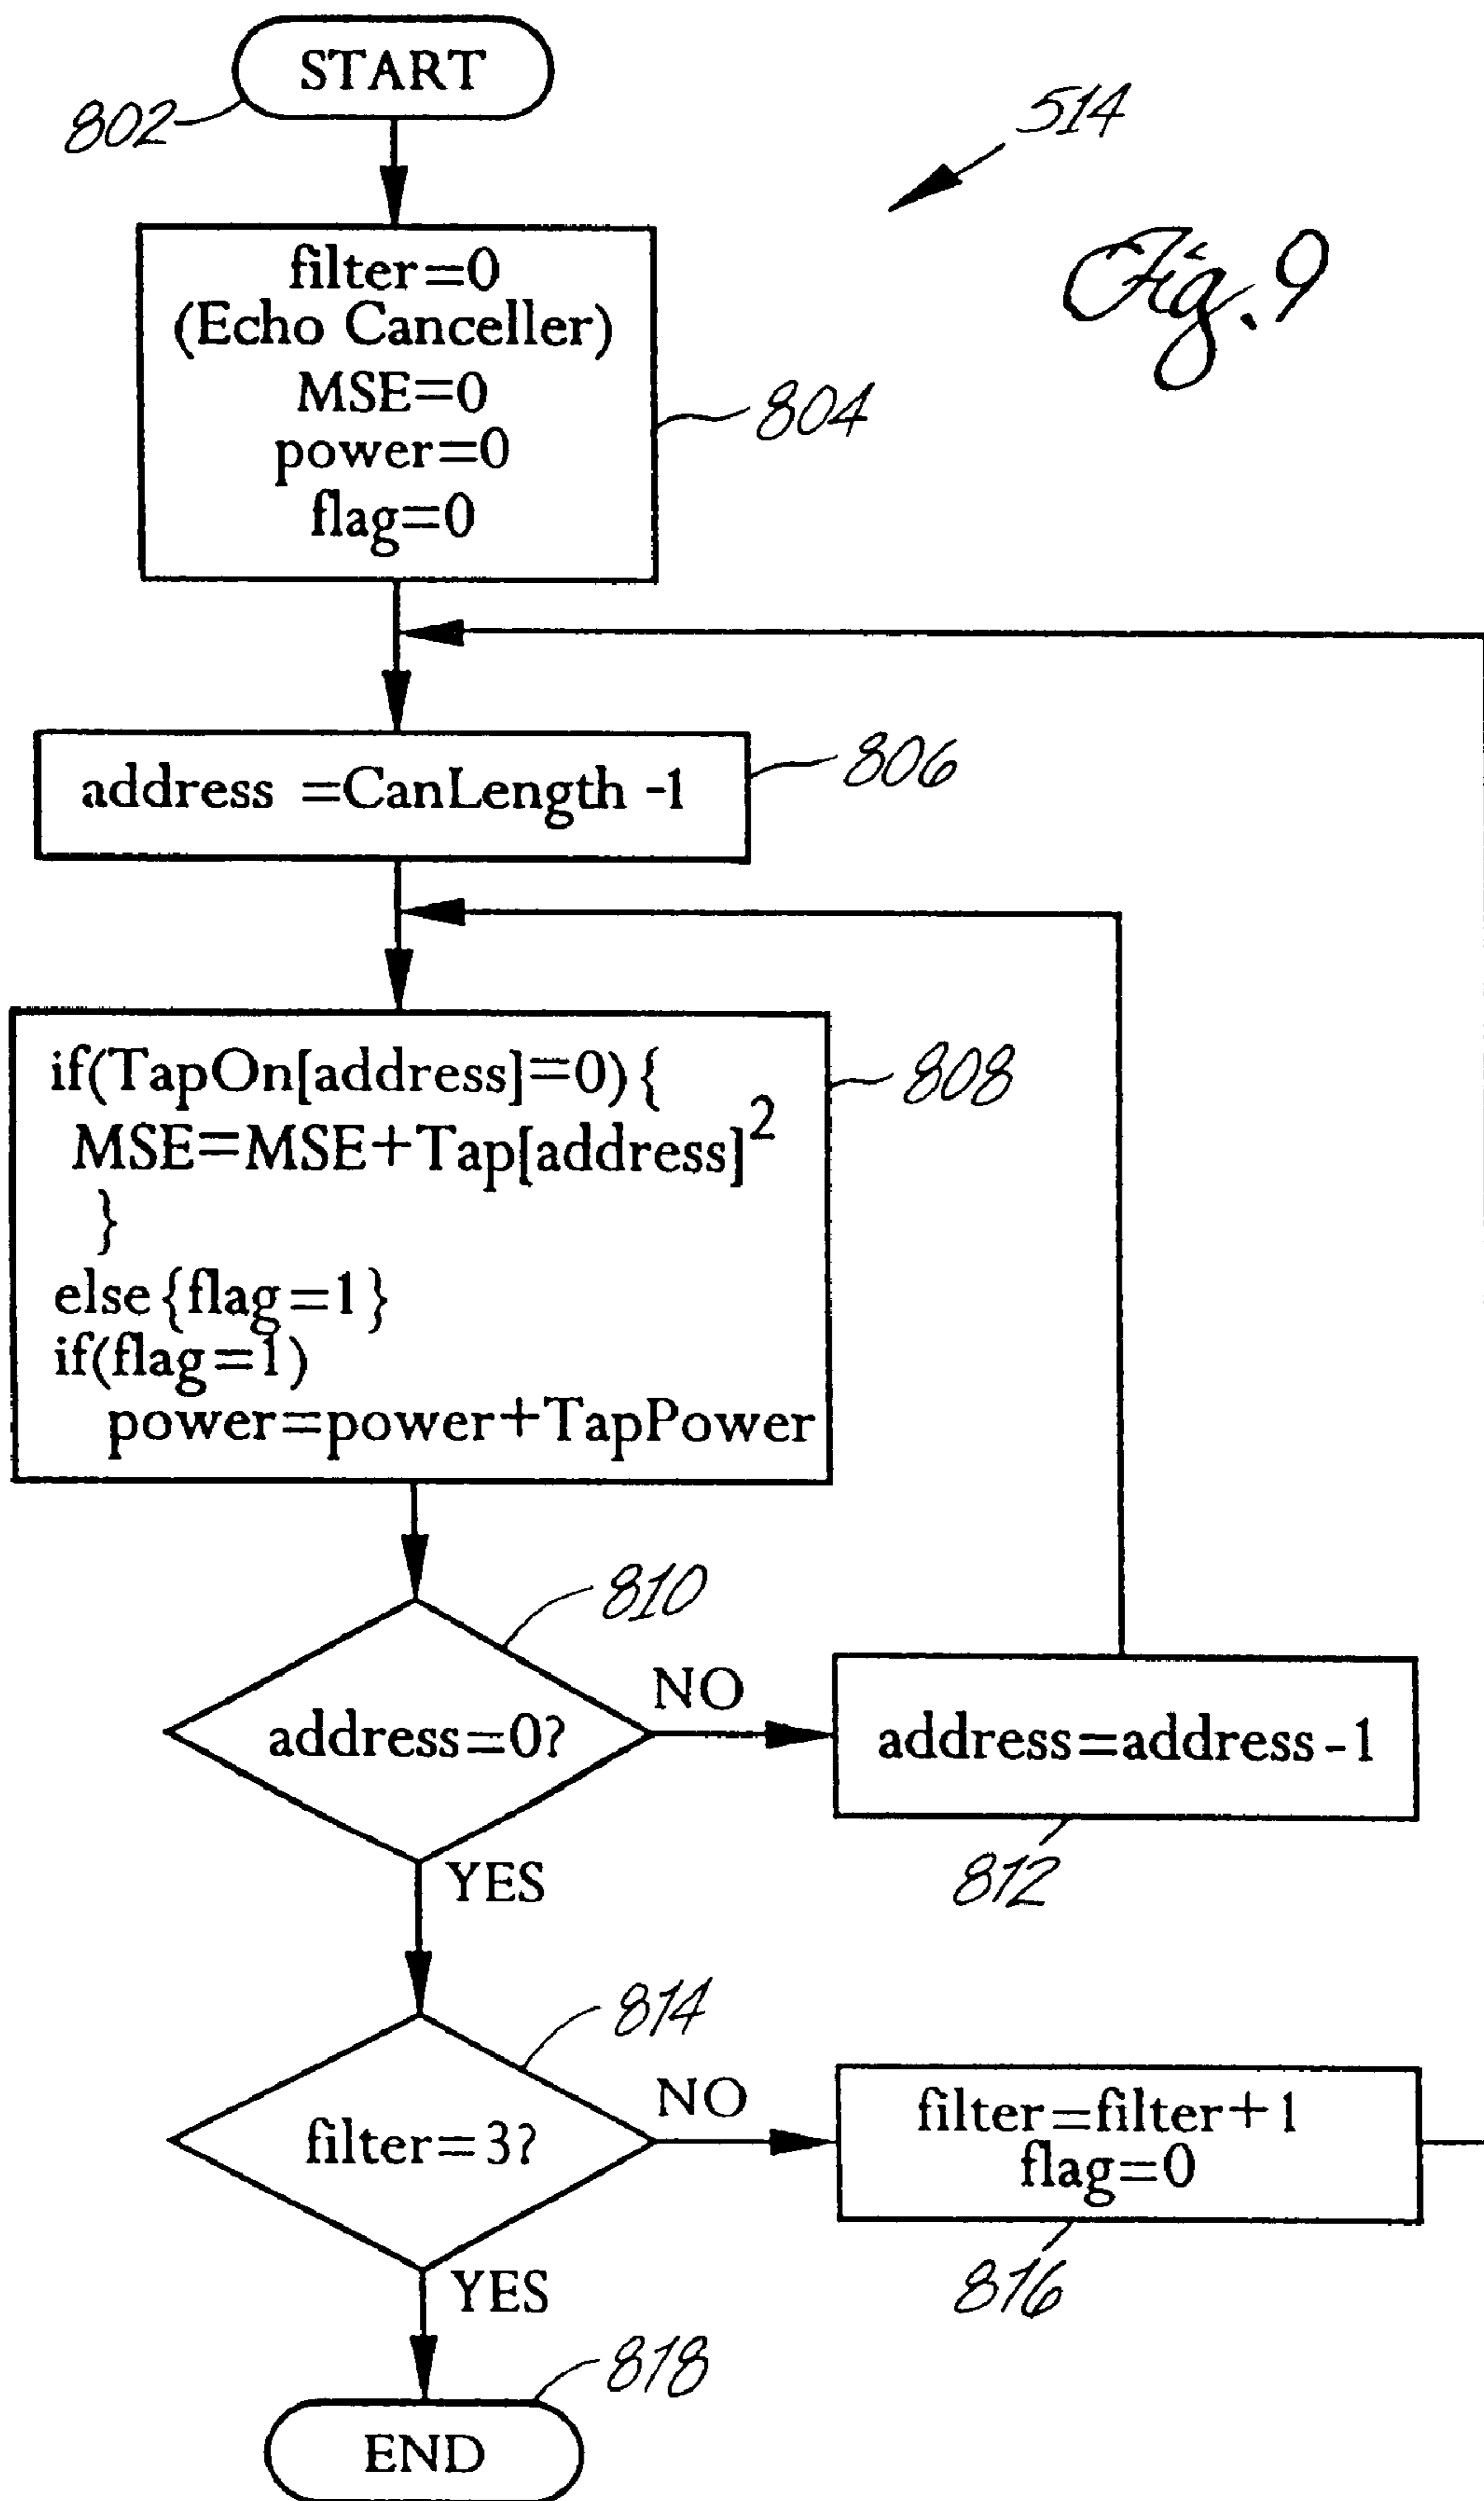 START
802
514
Fig. 9
filter=0
(Echo Canceller)
MSE=0
power=0
flag=0
804
address =CanLength -1
806
if(TapOn[address]=0){
MSE=MSE+Tap[address]²
}
else{flag=1}
if(flag=1)
power=power+TapPower
808
810
address=0?
NO
address=address-1
812
YES
814
filter=3?
NO
filter=filter+1
flag=0
816
YES
818
END